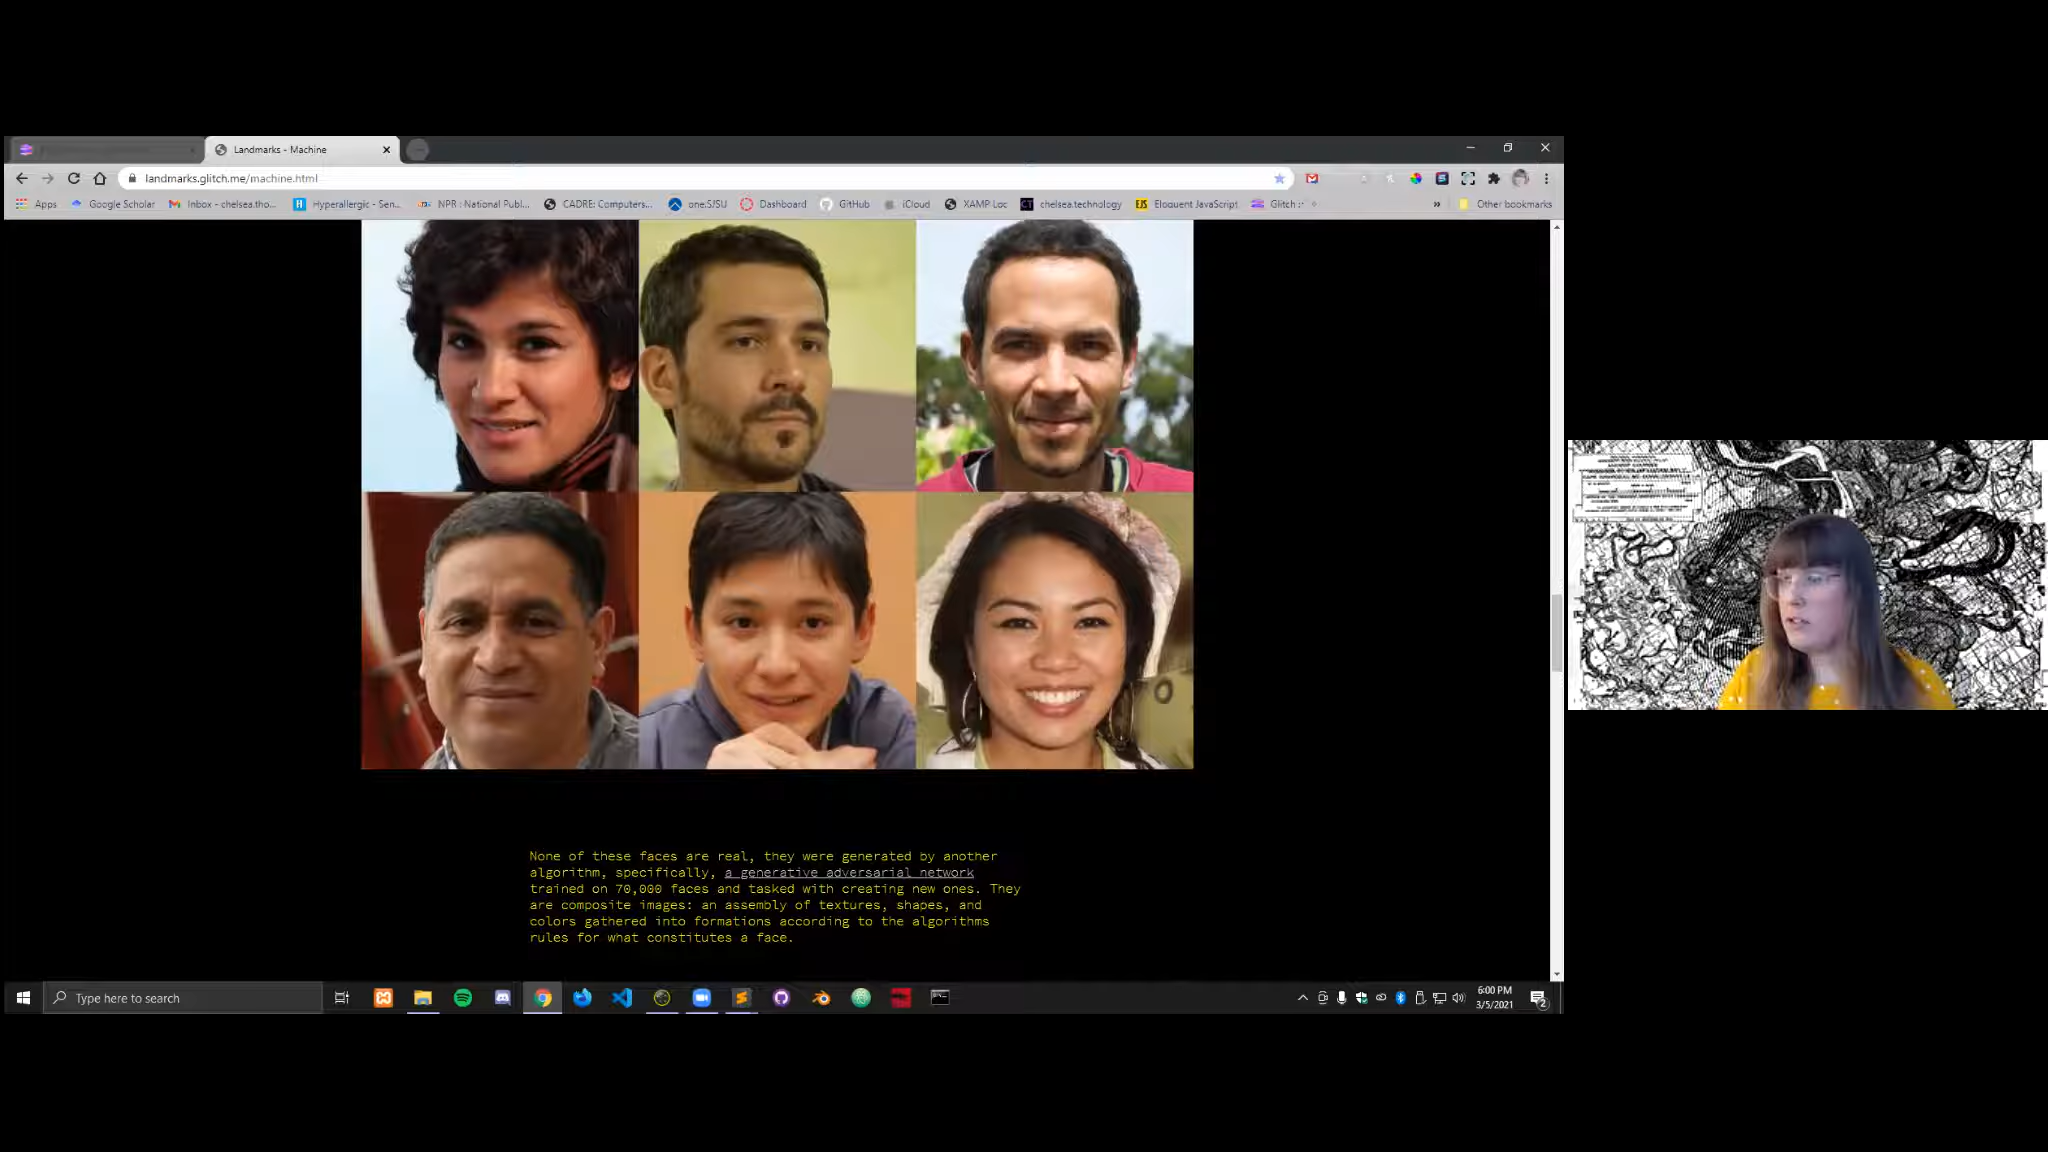 Landmarks - Machine
landmarks.glitch.me/machine.html
Apps Google Scholar Inbox - chelsea.tho... Hyperallergic - Sen... NPR : National Publ... CADRE: Computers... one.SJSU Dashboard GitHub iCloud XAMP Loc chelsea.technology Eloquent JavaScript Glitch :･ » Other bookmarks
None of these faces are real, they were generated by another
algorithm, specifically, a generative adversarial network
trained on 70,000 faces and tasked with creating new ones. They
are composite images: an assembly of textures, shapes, and
colors gathered into formations according to the algorithms
rules for what constitutes a face.
Type here to search
6:00 PM
3/5/2021
2